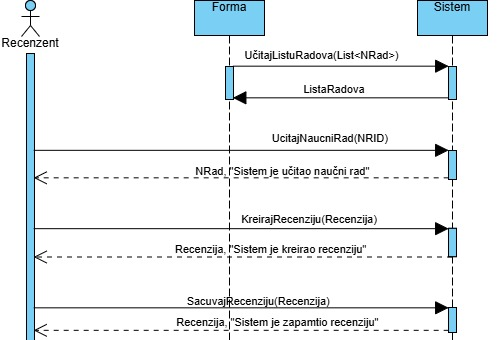 Forma
Sistem
Recenzent
UčitajListuRadova(List<NRad>)
ListaRadova
UcitajNaucniRad(NRID)
NRad, "Sistem je učitao naučni rad"
KreirajRecenziju(Recenzija)
Recenzija, "Sistem je kreirao recenziju"
SacuvajRecenziju(Recenzija)
Recenzija, "Sistem je zapamtio recenziju"